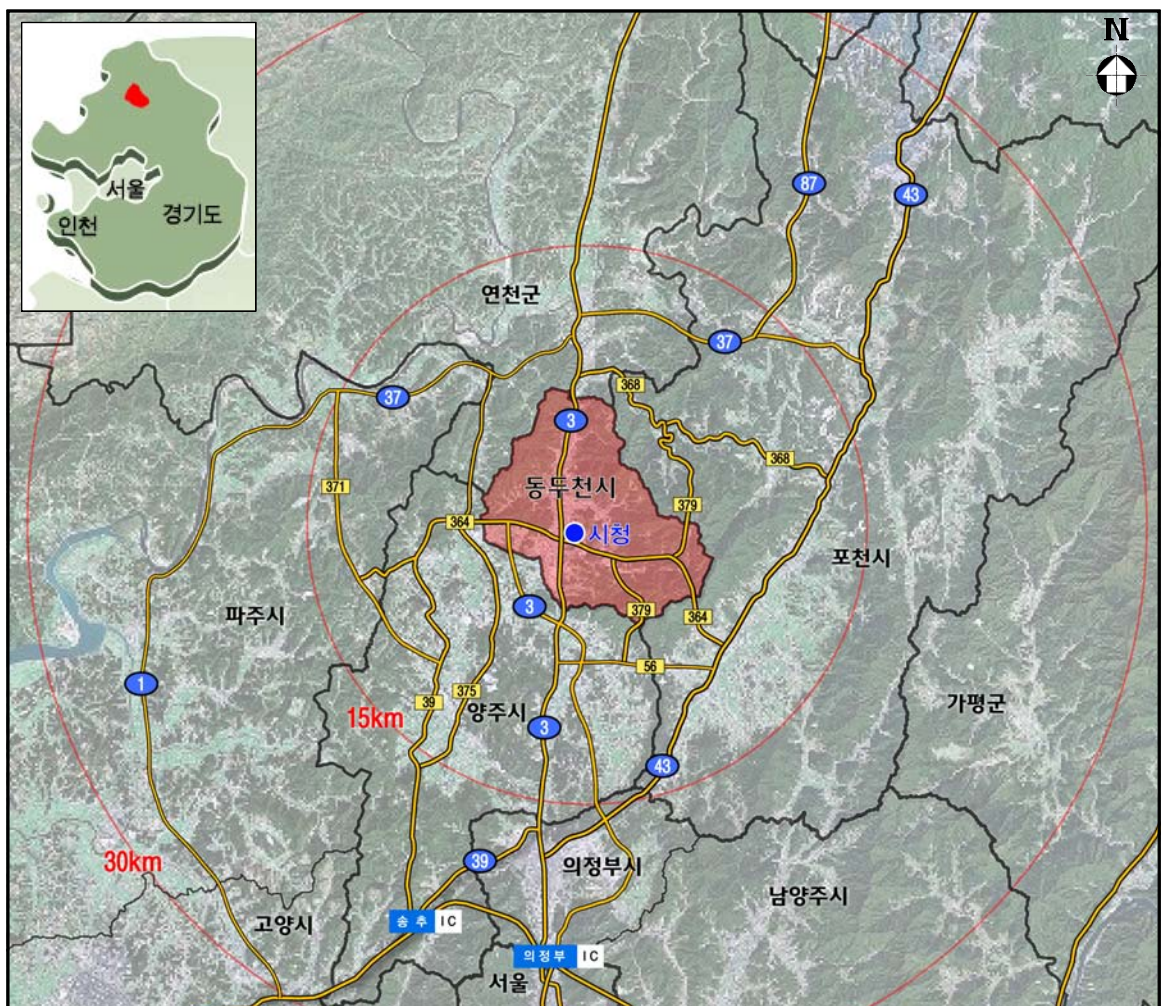 N
서울
인천
경기도
87
43
연천군
37
37
368
3
368
371
동두천시
379
364
시청
포천시
3
379
364
파주시
56
1
375
39
가평군
양주시
15km
3
43
30km
39
의정부시
남양주시
고양시
송추 IC
의정부 IC
서울